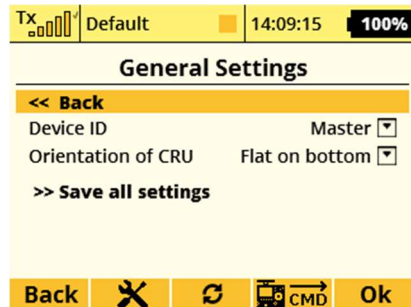 Tx Default 14:09:15 100%
General Settings
<< Back
Device ID Master
Orientation of CRU Flat on bottom
>> Save all settings
Back CMD Ok